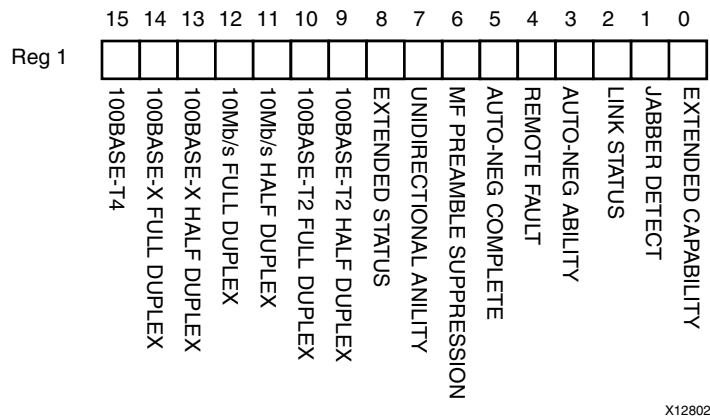 15 14 13 12 11 10 9 8 7 6 5 4 3 2 1 0
Reg 1
100BASE-T4
100BASE-X FULL DUPLEX
100BASE-X HALF DUPLEX
10Mb/s FULL DUPLEX
10Mb/s HALF DUPLEX
100BASE-T2 FULL DUPLEX
100BASE-T2 HALF DUPLEX
EXTENDED STATUS
UNIDIRECTIONAL ANILITY
MF PREAMBLE SUPPRESSION
AUTO-NEG COMPLETE
REMOTE FAULT
AUTO-NEG ABILITY
LINK STATUS
JABBER DETECT
EXTENDED CAPABILITY
X12802